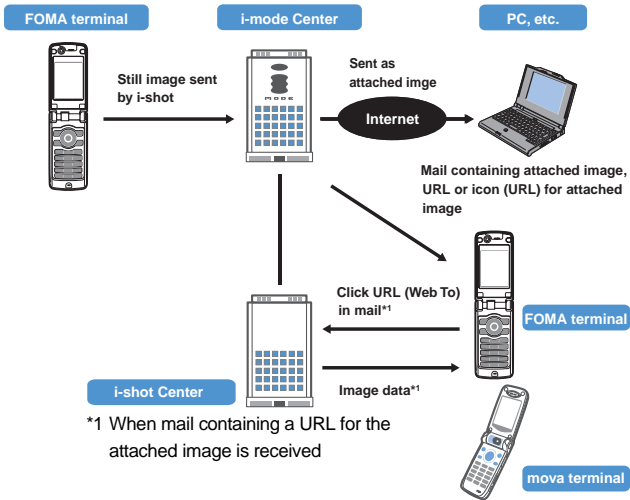 FOMA terminal
i-mode Center
PC, etc.
Still image sent
by i-shot
Sent as
attached imge
MODE
Internet
Mail containing attached image,
URL or icon (URL) for attached
image
Click URL (Web To)
in mail*1
FOMA terminal
i-shot Center
Image data*1
*1 When mail containing a URL for the
attached image is received
mova terminal